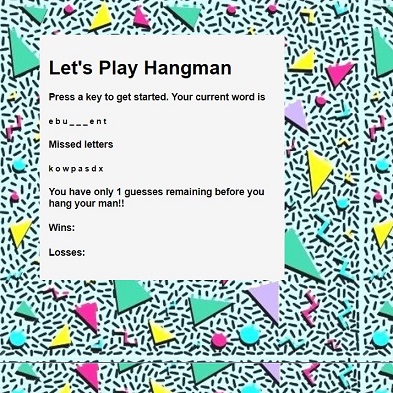 Let's Play Hangman
Press a key to get started. Your current word is
e b u _ _ _ e n t
Missed letters
k o w p a s d x
You have only 1 guesses remaining before you
hang your man!!
Wins:
Losses: